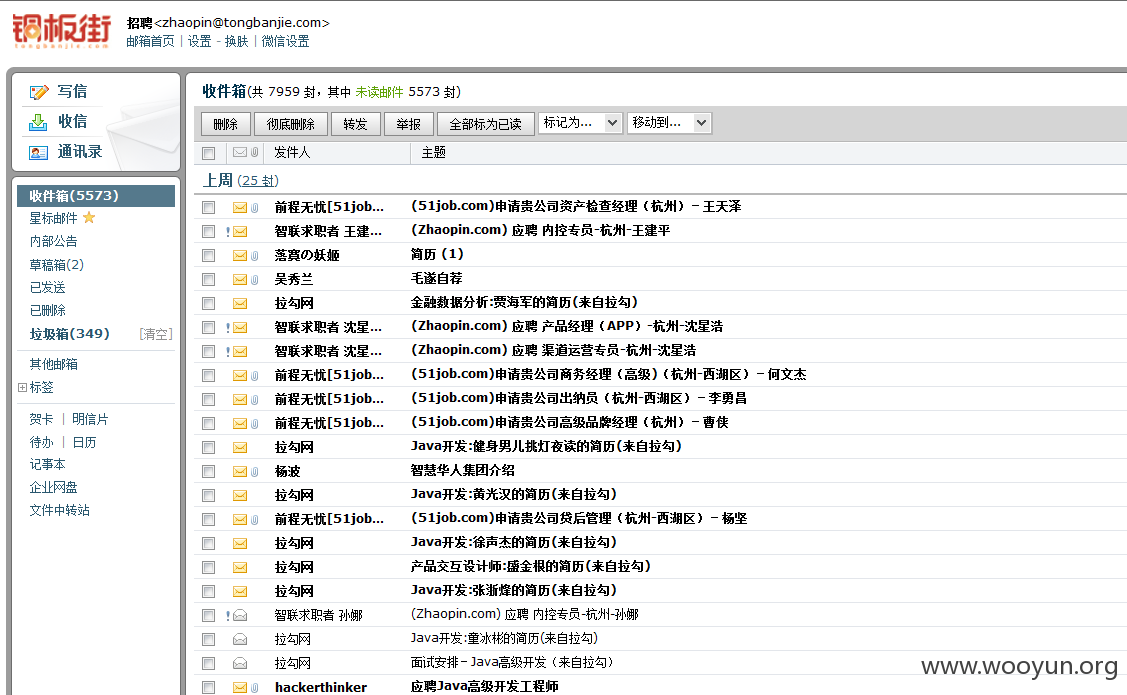 铜板街
tongbanjie.com
招聘<zhaopin@tongbanjie.com>
邮箱首页 | 设置 - 换肤 | 微信设置
写信
收信
通讯录
收件箱(5573)
星标邮件
内部公告
草稿箱(2)
已发送
已删除
垃圾箱(349) [清空]
其他邮箱
标签
贺卡 | 明信片
待办 | 日历
记事本
企业网盘
文件中转站
收件箱(共 7959 封，其中 未读邮件 5573 封)
删除 彻底删除 转发 举报 全部标为已读 标记为... 移动到...
发件人 主题
上周 (25 封)
前程无忧[51job... (51job.com)申请贵公司资产检查经理（杭州）－王天泽
智联求职者 王建... (Zhaopin.com) 应聘 内控专员-杭州-王建平
落寞の妖姬 简历（1）
吴秀兰 毛遂自荐
拉勾网 金融数据分析:贾海军的简历(来自拉勾)
智联求职者 沈星... (Zhaopin.com) 应聘 产品经理（APP）-杭州-沈星浩
智联求职者 沈星... (Zhaopin.com) 应聘 渠道运营专员-杭州-沈星浩
前程无忧[51job... (51job.com)申请贵公司商务经理（高级)（杭州-西湖区）－何文杰
前程无忧[51job... (51job.com)申请贵公司出纳员（杭州-西湖区）－李勇昌
前程无忧[51job... (51job.com)申请贵公司高级品牌经理（杭州）－曹侠
拉勾网 Java开发:健身男儿挑灯夜读的简历(来自拉勾)
杨波 智慧华人集团介绍
拉勾网 Java开发:黄光汉的简历(来自拉勾)
前程无忧[51job... (51job.com)申请贵公司贷后管理（杭州-西湖区）－杨坚
拉勾网 Java开发:徐声杰的简历(来自拉勾)
拉勾网 产品交互设计师:盛金根的简历(来自拉勾)
拉勾网 Java开发:张浙烽的简历(来自拉勾)
智联求职者 孙娜 (Zhaopin.com) 应聘 内控专员-杭州-孙娜
拉勾网 Java开发:童冰彬的简历(来自拉勾)
拉勾网 面试安排－Java高级开发（来自拉勾）
hackerthinker 应聘Java高级开发工程师
www.wooyun.org